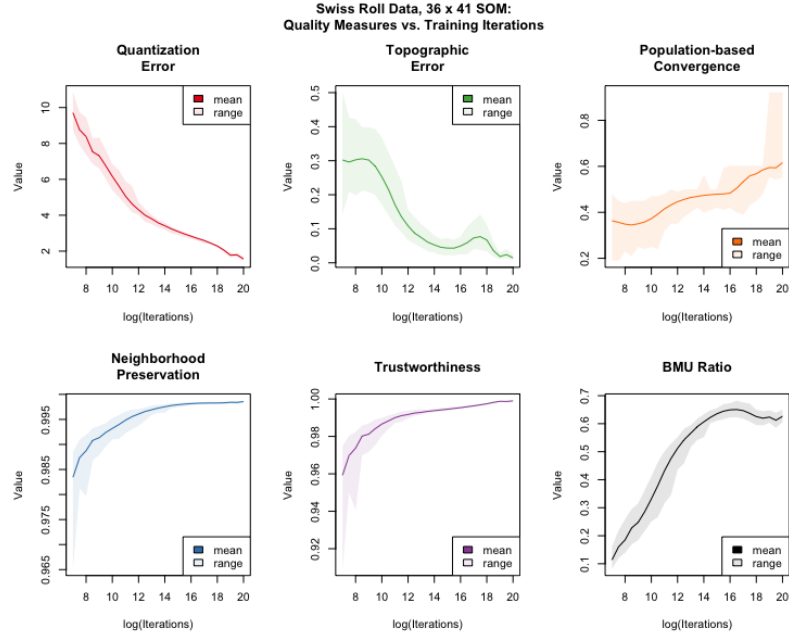 Swiss Roll Data, 36 x 41 SOM:
Quality Measures vs. Training Iterations
Quantization
Error
Value
2
4
6
8
10
mean
range
8 10 12 14 16 18 20
log(Iterations)
Topographic
Error
Value
0.0
0.1
0.2
0.3
0.4
0.5
mean
range
8 10 12 14 16 18 20
log(Iterations)
Population-based
Convergence
Value
0.2
0.4
0.6
0.8
mean
range
8 10 12 14 16 18 20
log(Iterations)
Neighborhood
Preservation
Value
0.965
0.975
0.985
0.995
mean
range
8 10 12 14 16 18 20
log(Iterations)
Trustworthiness
Value
0.92
0.94
0.96
0.98
1.00
mean
range
8 10 12 14 16 18 20
log(Iterations)
BMU Ratio
Value
0.1
0.2
0.3
0.4
0.5
0.6
0.7
mean
range
8 10 12 14 16 18 20
log(Iterations)